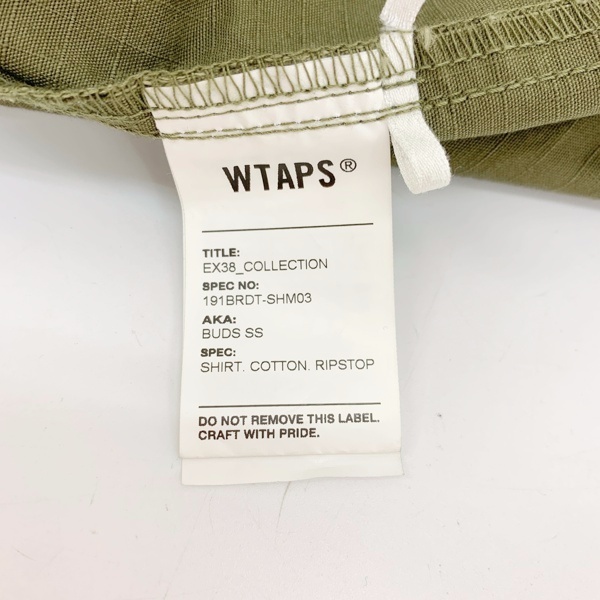 WTAPS®
TITLE:
EX38_COLLECTION
SPEC NO:
191BRDT-SHM03
AKA:
BUDS SS
SPEC:
SHIRT. COTTON. RIPSTOP
DO NOT REMOVE THIS LABEL.
CRAFT WITH PRIDE.